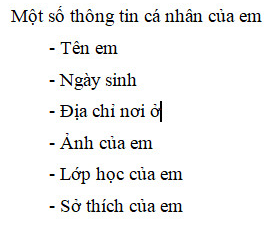 Một số thông tin cá nhân của em
- Tên em
- Ngày sinh
- Địa chỉ nơi ở
- Ảnh của em
- Lớp học của em
- Sở thích của em